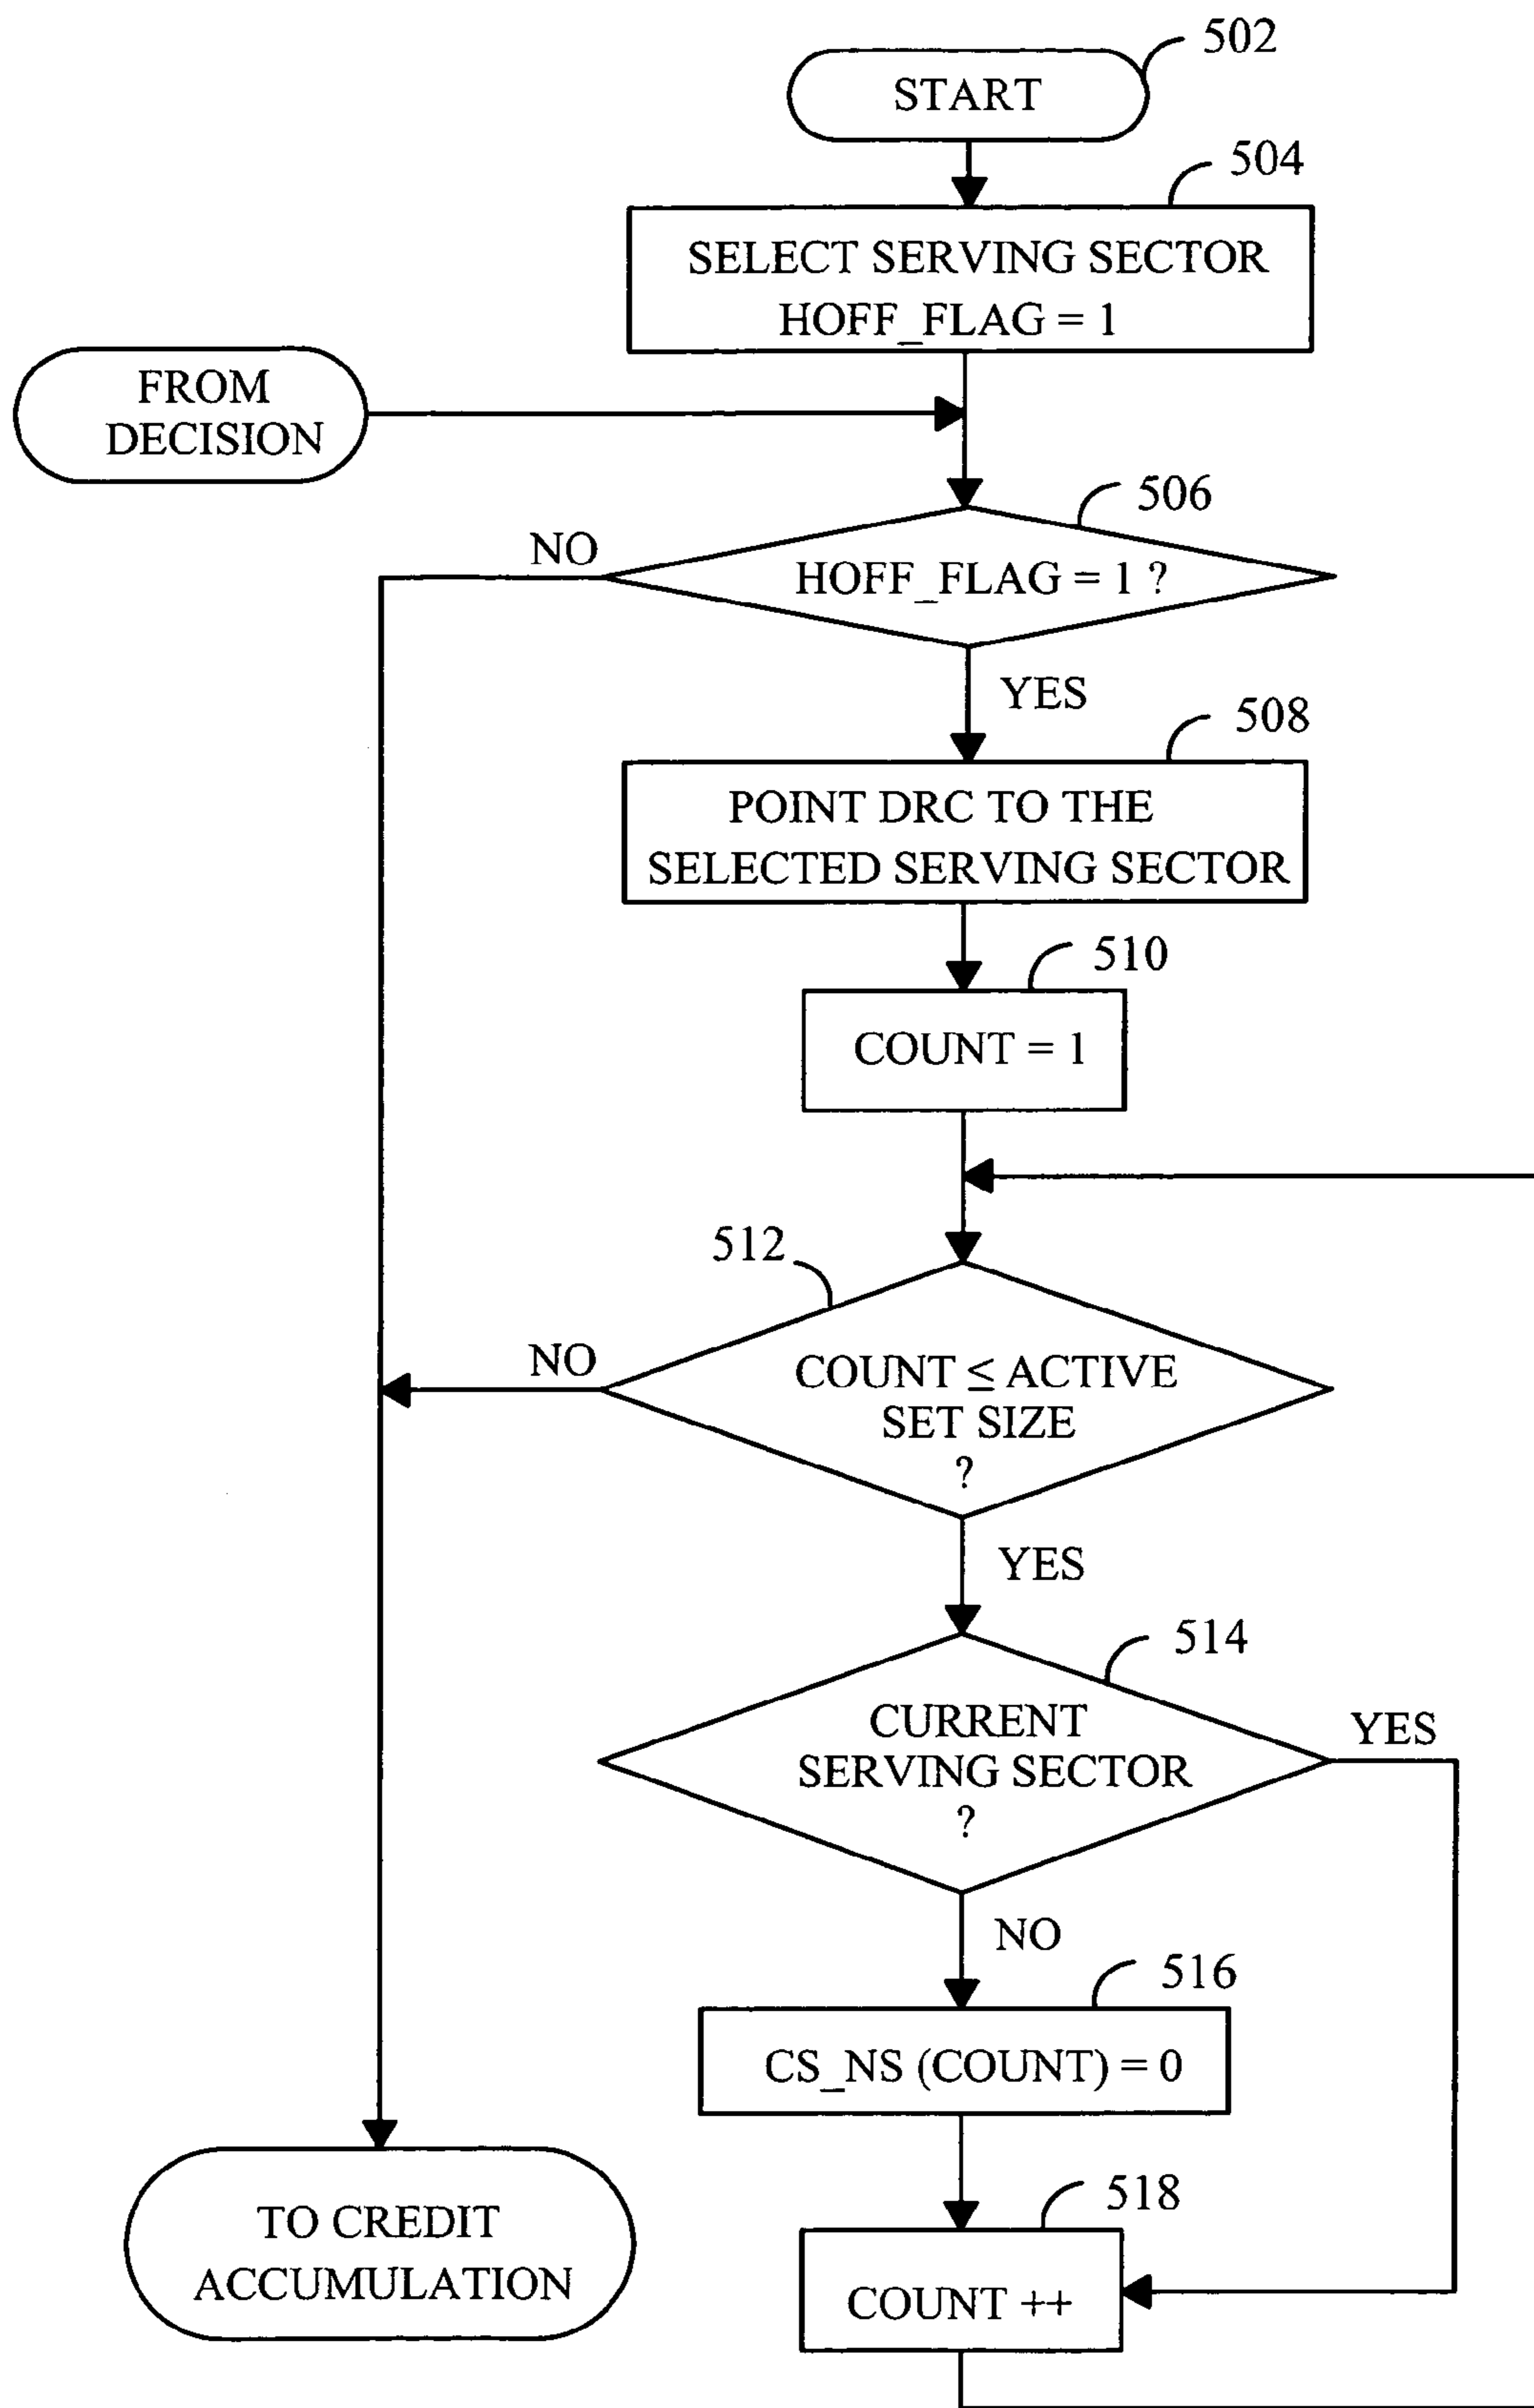 502
START
504
SELECT SERVING SECTOR
HOFF_FLAG = 1
FROM
DECISION
506
NO
HOFF_FLAG = 1 ?
YES
508
POINT DRC TO THE
SELECTED SERVING SECTOR
510
COUNT = 1
512
NO
COUNT ≤ ACTIVE
SET SIZE
?
YES
514
CURRENT
SERVING SECTOR
?
YES
NO
516
CS_NS (COUNT) = 0
518
TO CREDIT
ACCUMULATION
COUNT ++